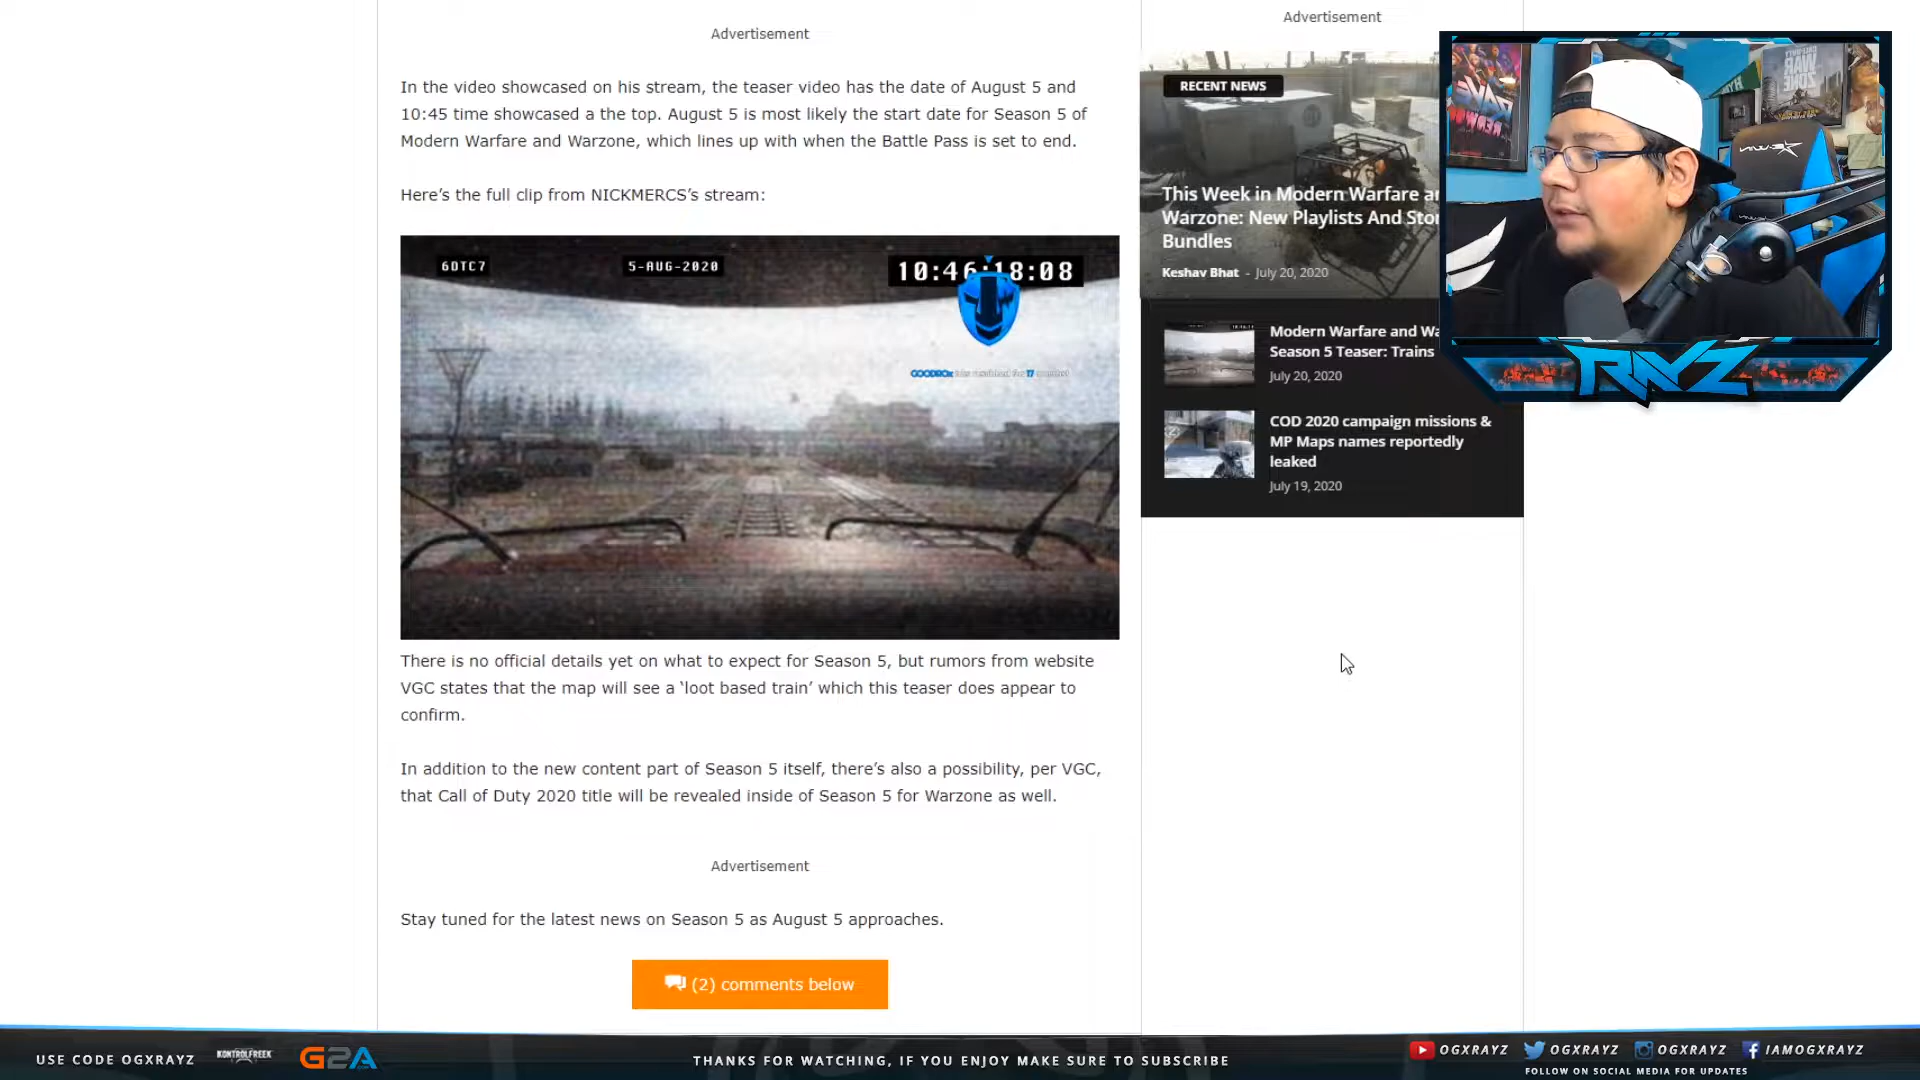 Advertisement
In the video showcased on his stream, the teaser video has the date of August 5 and
10:45 time showcased a the top. August 5 is most likely the start date for Season 5 of
Modern Warfare and Warzone, which lines up with when the Battle Pass is set to end.
Here's the full clip from NICKMERCS's stream:
6DTC7
5-AUG-2020
10:46:18:08
There is no official details yet on what to expect for Season 5, but rumors from website
VGC states that the map will see a ‘loot based train’ which this teaser does appear to
confirm.
In addition to the new content part of Season 5 itself, there's also a possibility, per VGC,
that Call of Duty 2020 title will be revealed inside of Season 5 for Warzone as well.
Advertisement
Stay tuned for the latest news on Season 5 as August 5 approaches.
(2) comments below
Advertisement
RECENT NEWS
This Week in Modern Warfare
Warzone: New Playlists And
Bundles
Keshav Bhat - July 20, 2020
Modern Warfare and
Season 5 Teaser: Trains
July 20, 2020
COD 2020 campaign missions &
MP Maps names reportedly
leaked
July 19, 2020
CALL OF DUTY
WAR
ZONE
RAYZ
USE CODE OGXRAYZ
KONTROLFREEK
G2A
THANKS FOR WATCHING, IF YOU ENJOY MAKE SURE TO SUBSCRIBE
OGXRAYZ
OGXRAYZ
OGXRAYZ
IAMOGXRAYZ
FOLLOW ON SOCIAL MEDIA FOR UPDATES